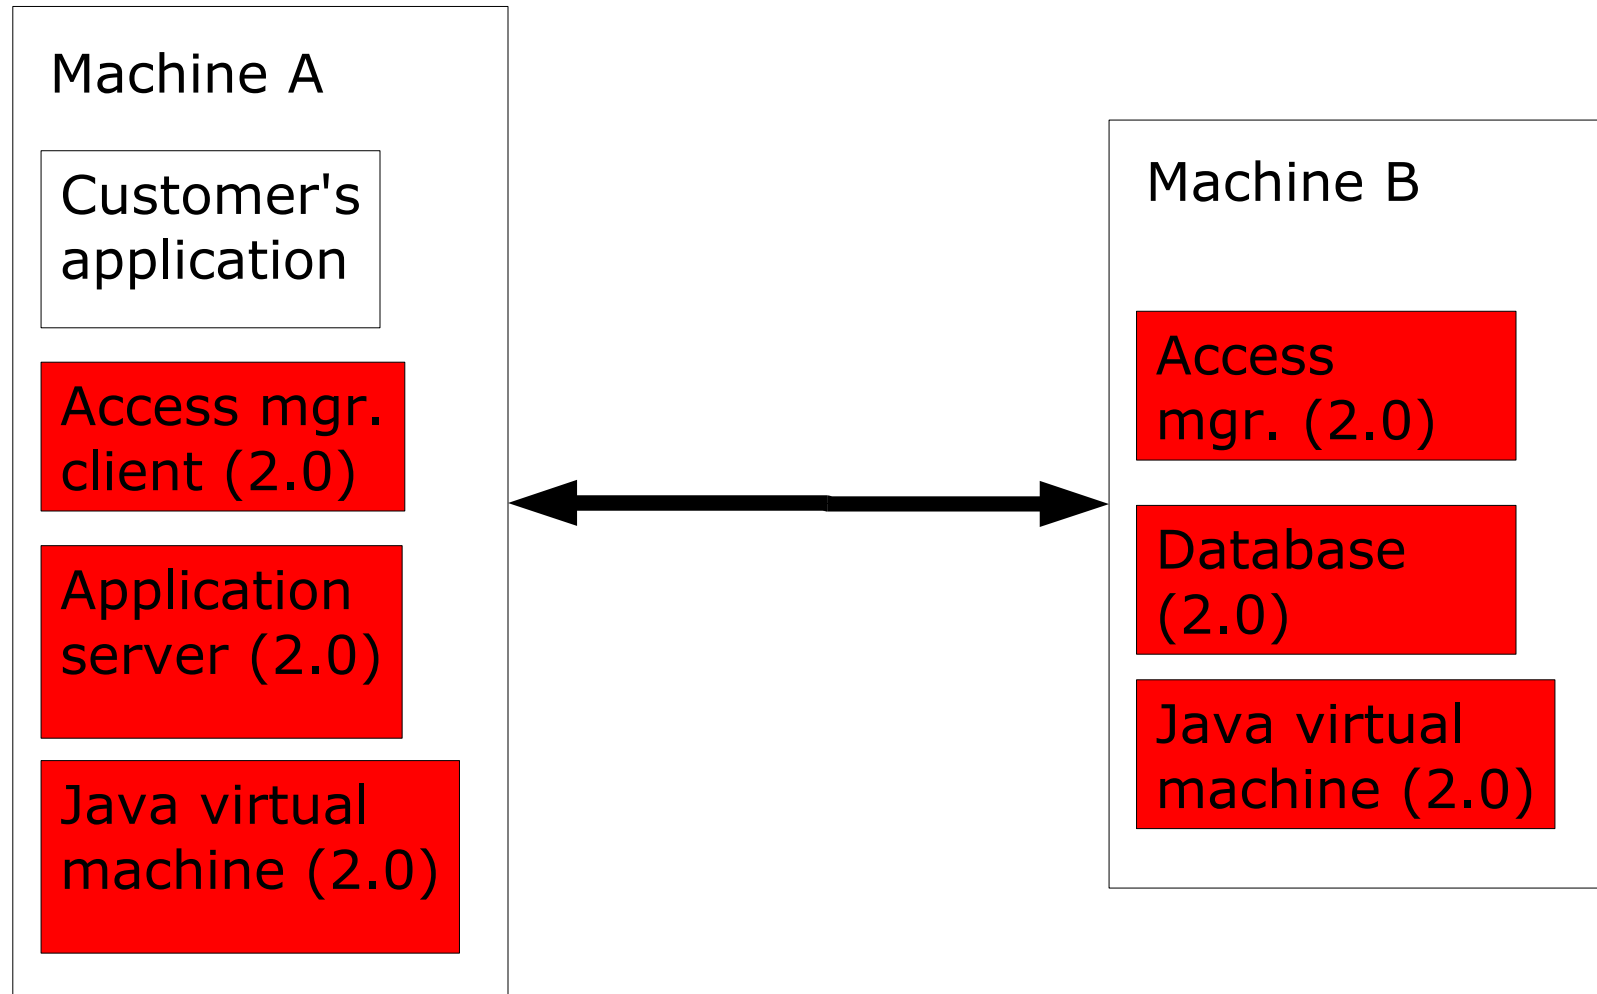 Machine A
Customer's
application
Access mgr.
client (2.0)
Application
server (2.0)
Java virtual
machine (2.0)
Machine B
Access
mgr. (2.0)
Database
(2.0)
Java virtual
machine (2.0)